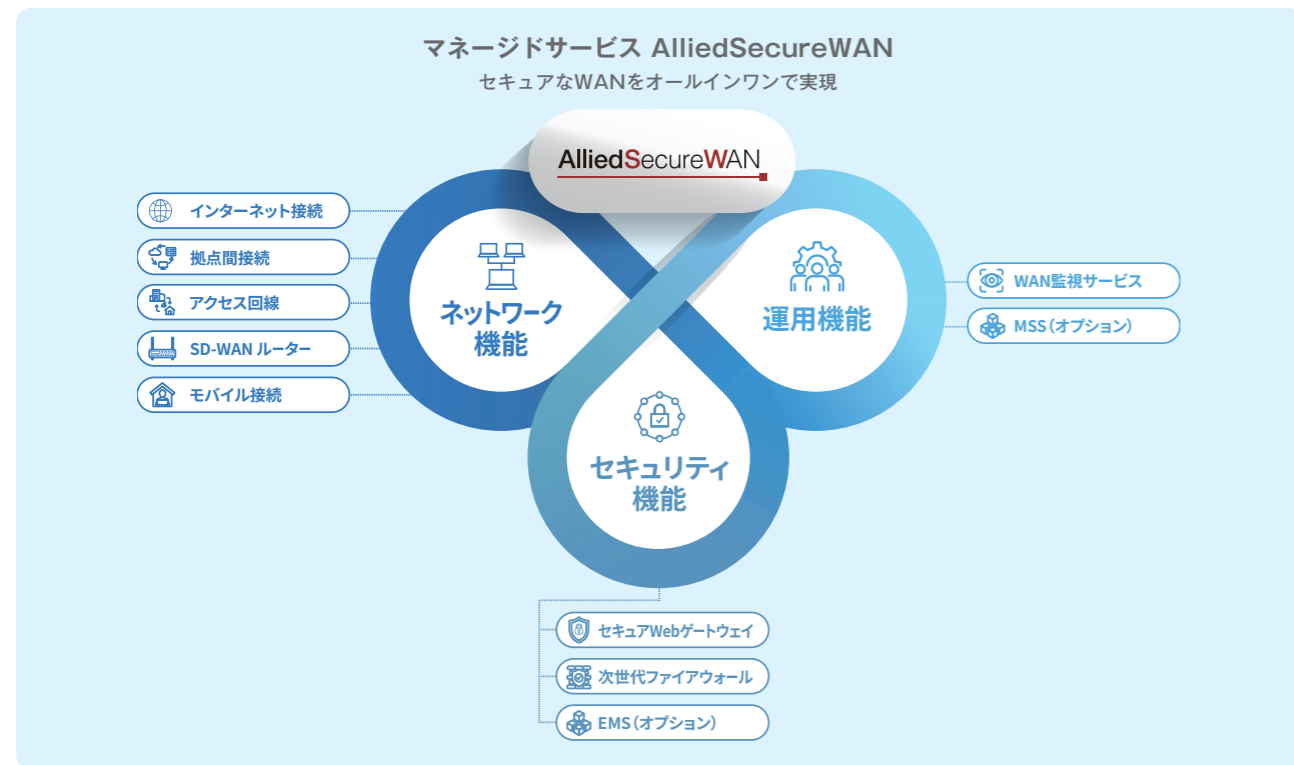 マネージドサービス AlliedSecureWAN
セキュアなWANをオールインワンで実現
AlliedSecureWAN
インターネット接続
拠点間接続
アクセス回線
SD-WAN ルーター
モバイル接続
ネットワーク
機能
運用機能
WAN監視サービス
MSS(オプション)
セキュリティ
機能
セキュアWebゲートウェイ
次世代ファイアウォール
EMS(オプション)